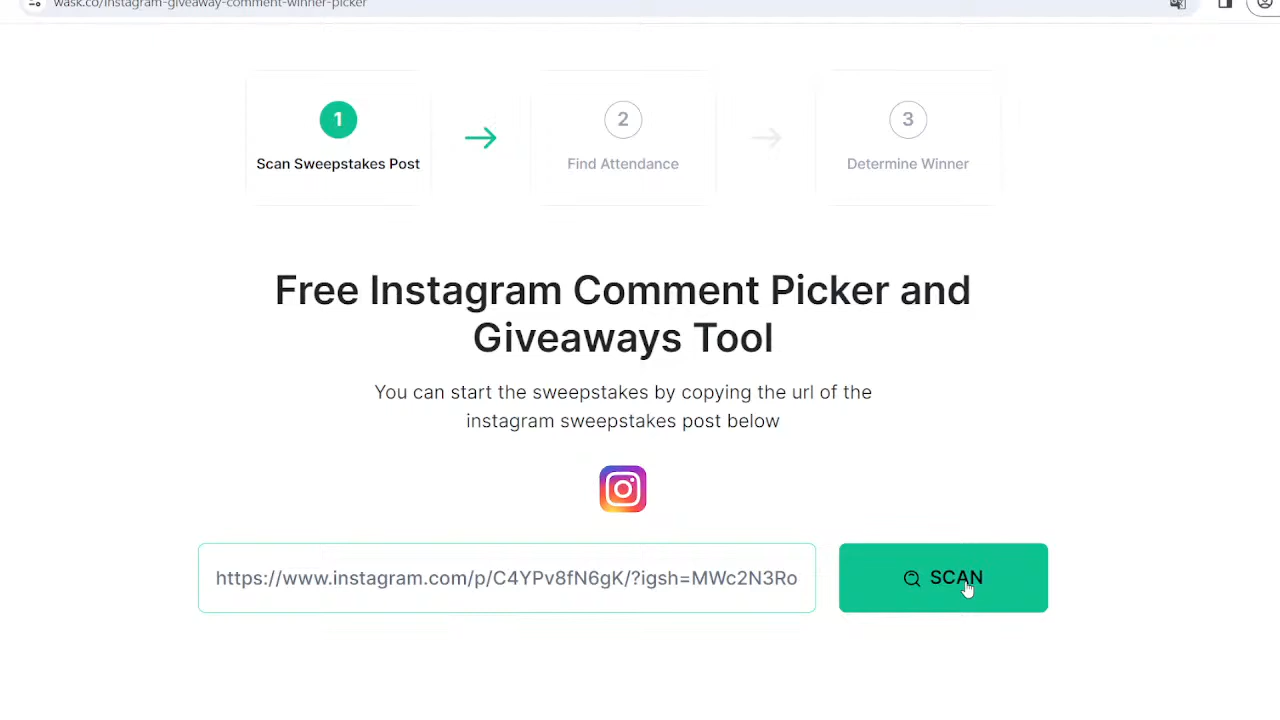 wask.co/instagram-giveaway-comment-winner-picker
1
2
3
Scan Sweepstakes Post
Find Attendance
Determine Winner
Free Instagram Comment Picker and
Giveaways Tool
You can start the sweepstakes by copying the url of the
instagram sweepstakes post below
https://www.instagram.com/p/C4YPv8fN6gK/?igsh=MWc2N3Ro
SCAN